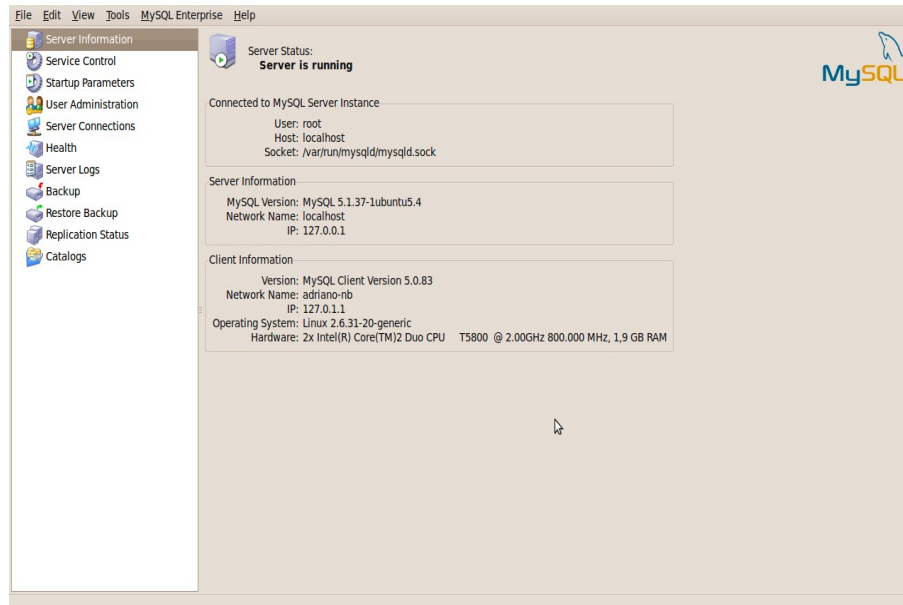 File Edit View Tools MySQL Enterprise Help
Server Information
Service Control
Startup Parameters
User Administration
Server Connections
Health
Server Logs
Backup
Restore Backup
Replication Status
Catalogs
Server Status:
Server is running
MySQL
Connected to MySQL Server Instance
User: root
Host: localhost
Socket: /var/run/mysqld/mysqld.sock
Server Information
MySQL Version: MySQL 5.1.37-1ubuntu5.4
Network Name: localhost
IP: 127.0.0.1
Client Information
Version: MySQL Client Version 5.0.83
Network Name: adriano-nb
IP: 127.0.1.1
Operating System: Linux 2.6.31-20-generic
Hardware: 2x Intel(R) Core(TM)2 Duo CPU T5800 @ 2.00GHz 800.000 MHz, 1,9 GB RAM